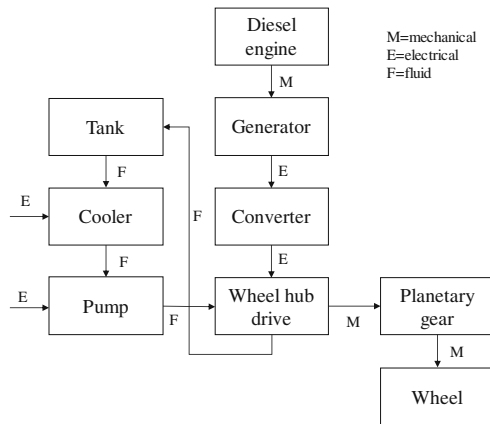 Diesel
engine
M=mechanical
E=electrical
F=fluid
M
Tank
Generator
F
E
E
F
Cooler
Converter
F
E
E
Pump
F
Wheel hub
drive
M
Planetary
gear
M
Wheel